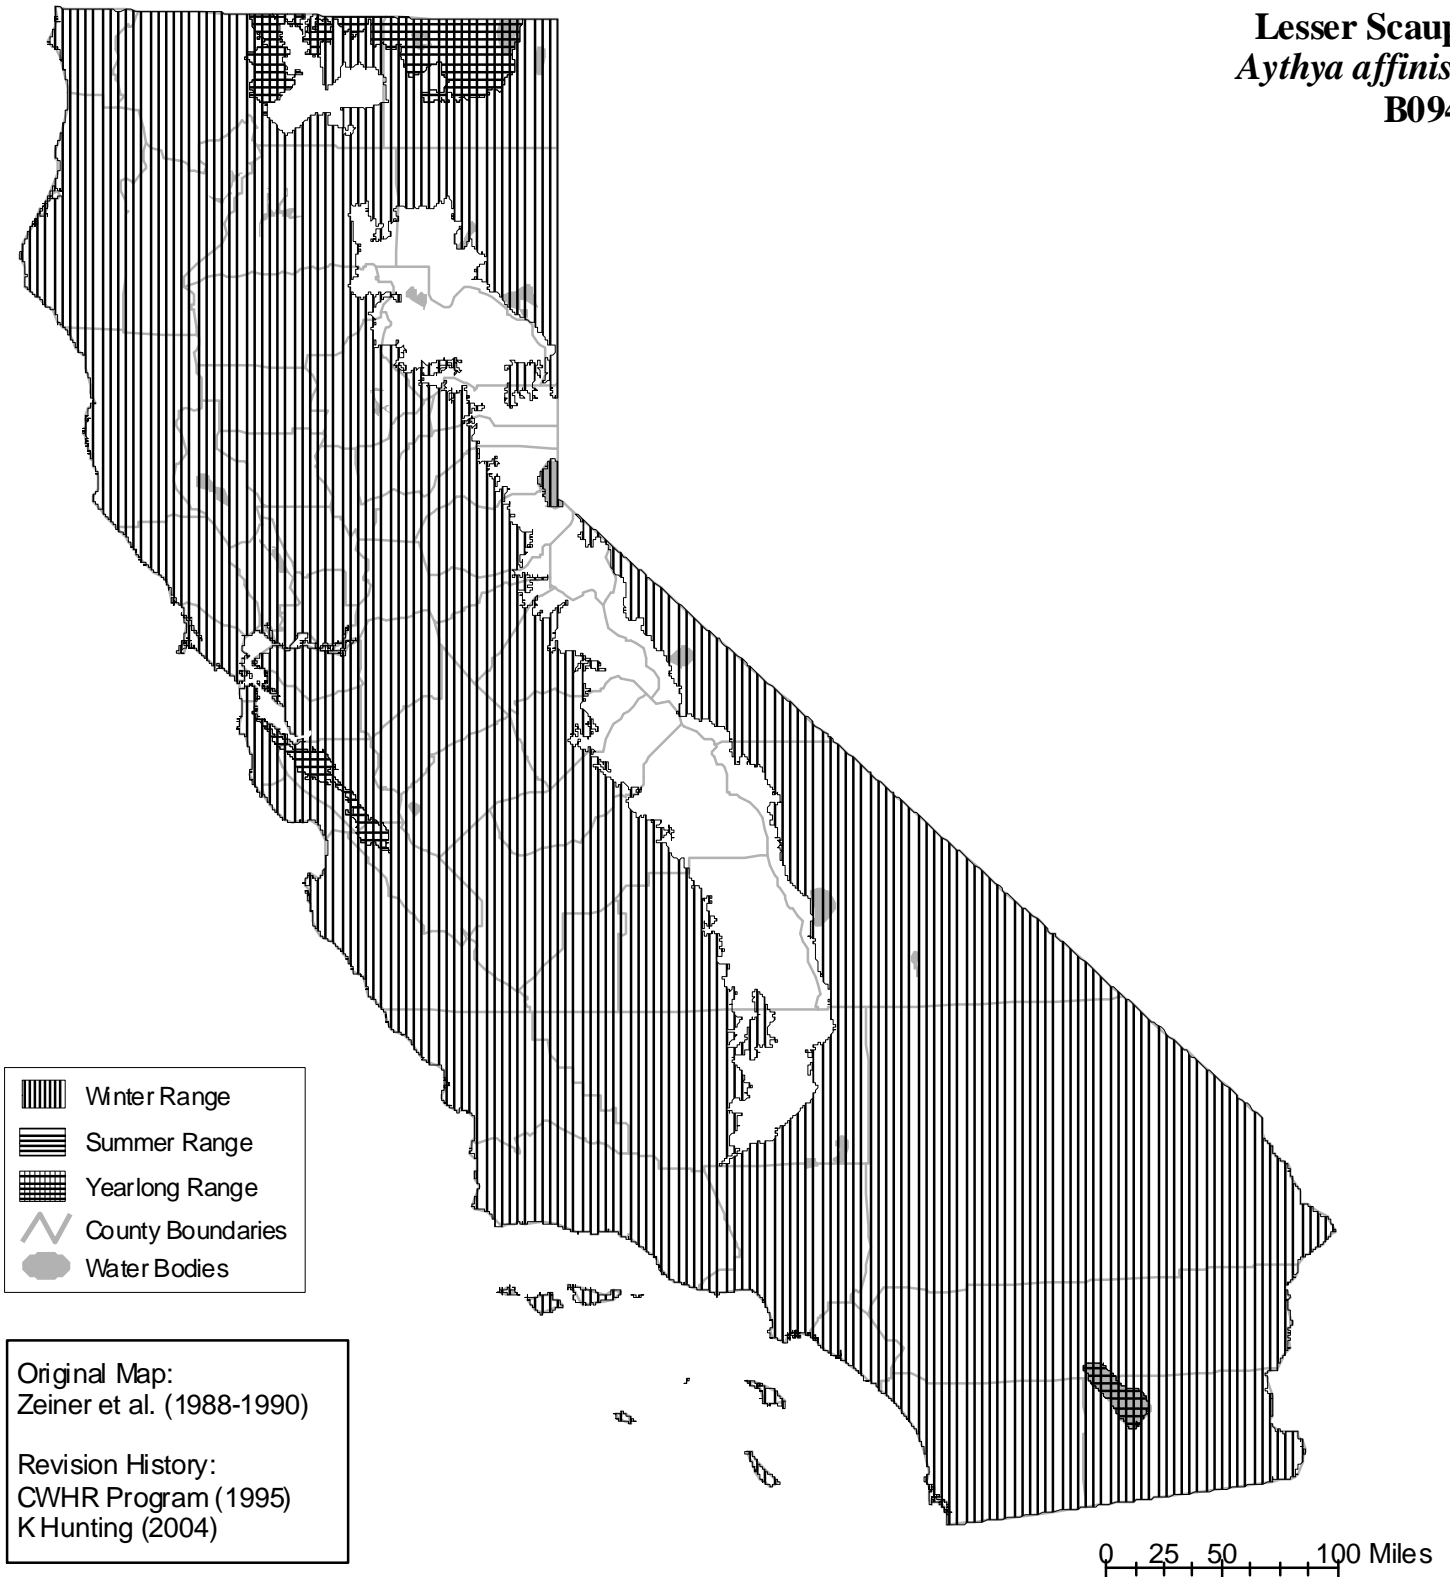 Lesser Scaup
Aythya affinis
B094
Winter Range
Summer Range
Yearlong Range
County Boundaries
Water Bodies
Original Map:
Zeiner et al. (1988-1990)
Revision History:
CWHR Program (1995)
K Hunting (2004)
0 25 50 100 Miles